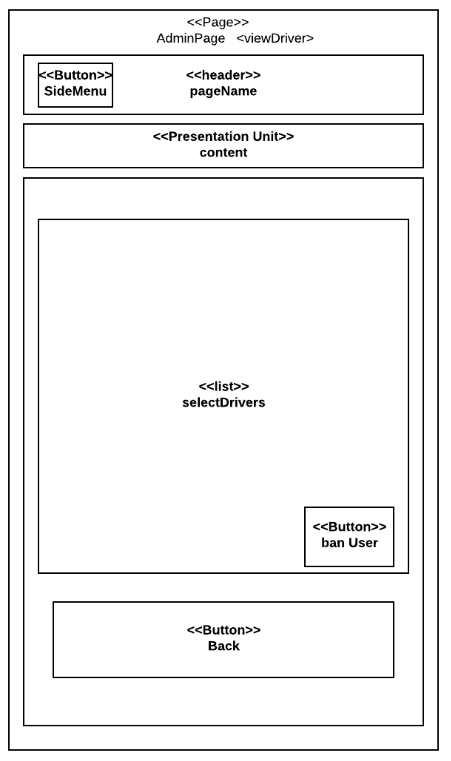 <<Page>>
AdminPage <viewDriver>
<<Button>>
SideMenu
<<header>>
pageName
<<Presentation Unit>>
content
<<list>>
selectDrivers
<<Button>>
ban User
<<Button>>
Back